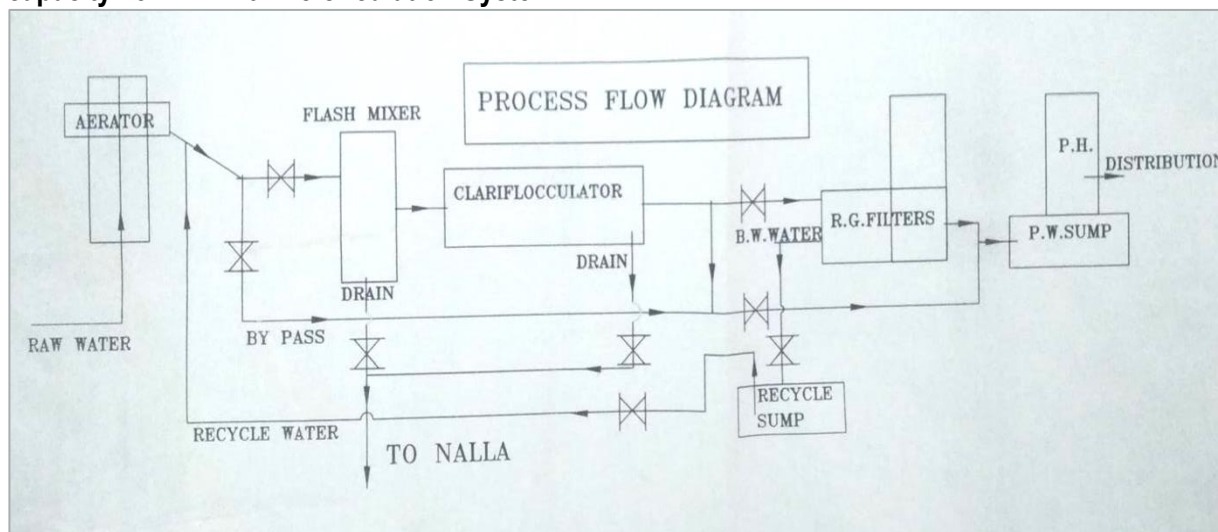 PROCESS FLOW DIAGRAM
AERATOR
FLASH MIXER
CLARIFLOCCULATOR
P.H.
DISTRIBUTION
B.W.WATER
R.G.FILTERS
P.W.SUMP
DRAIN
DRAIN
RAW WATER
BY PASS
RECYCLE
SUMP
RECYCLE WATER
TO NALLA